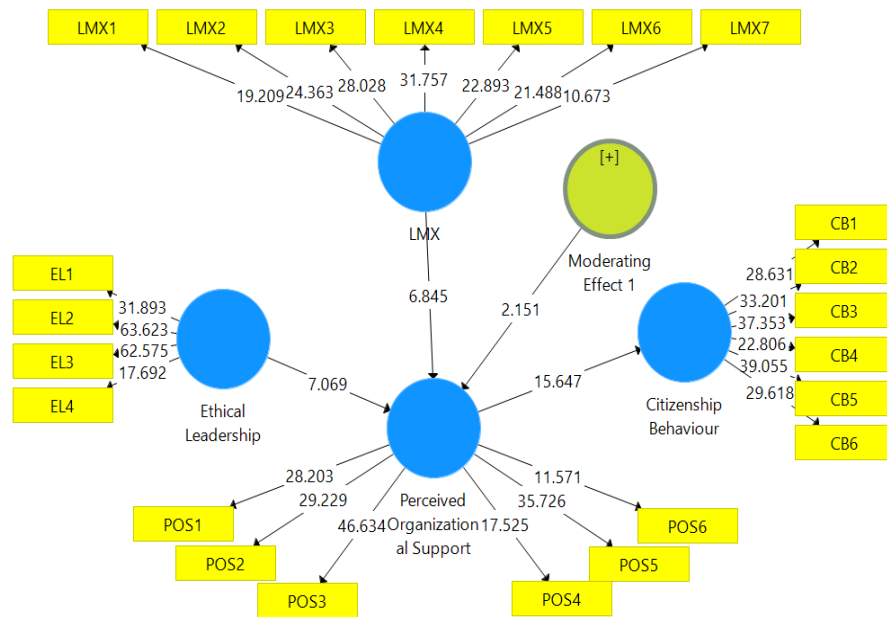 LMX1 LMX2 LMX3 LMX4 LMX5 LMX6 LMX7
19.209 24.363 28.028 31.757 22.893 21.488 10.673
[+]
LMX
Moderating
Effect 1
CB1
CB2
CB3
CB4
CB5
CB6
28.631
33.201
37.353
22.806
39.055
29.618
EL1
EL2
EL3
EL4
31.893
63.623
62.575
17.692
6.845
2.151
7.069
15.647
Ethical
Leadership
Citizenship
Behaviour
Perceived
Organization
al Support
28.203
29.229
46.634
17.525
35.726
11.571
POS1
POS2
POS3
POS4
POS5
POS6